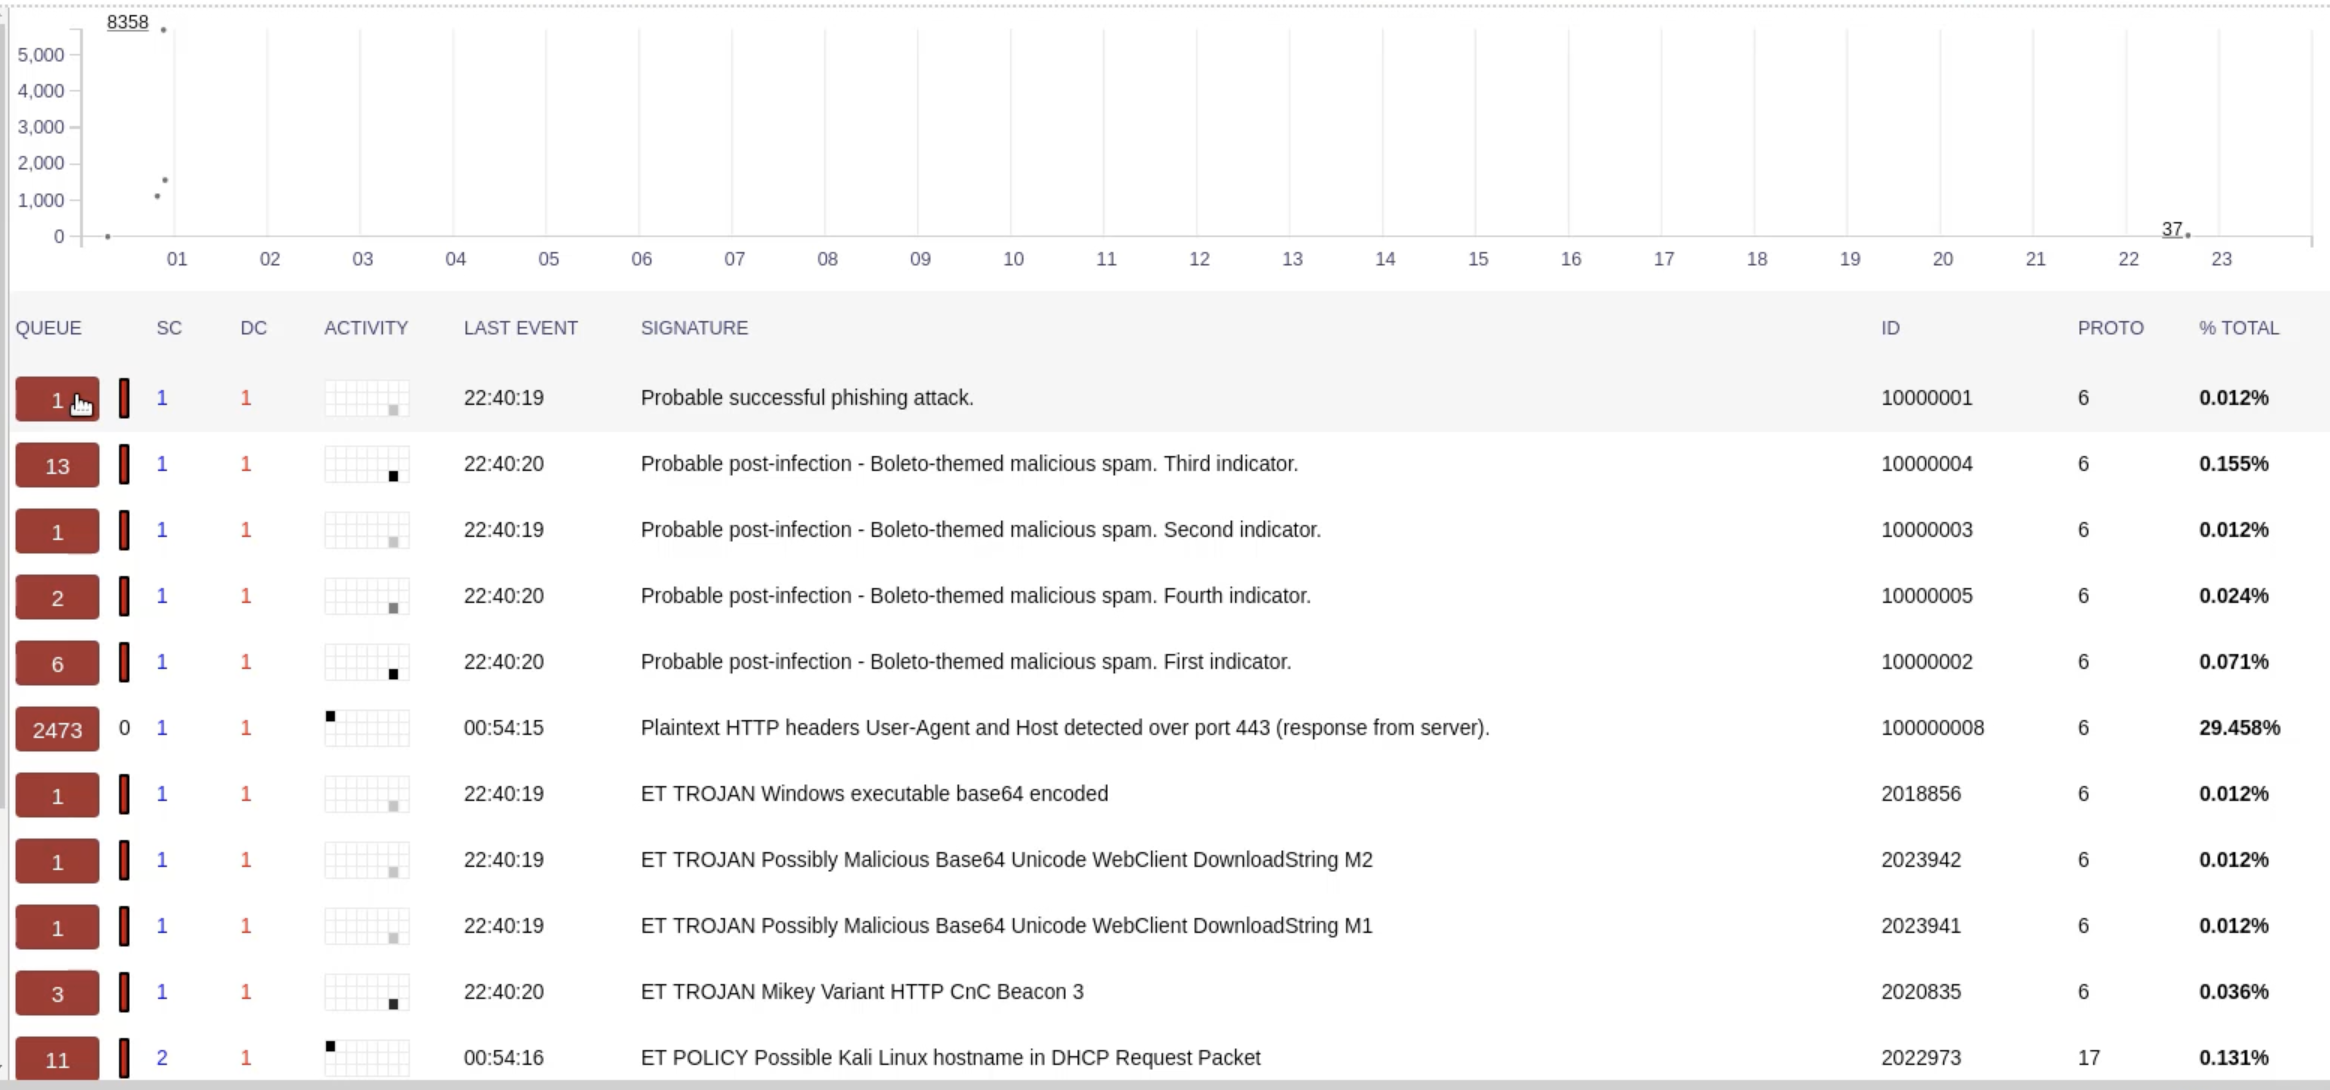 8358
5,000
4,000
3,000
2,000
1,000
0
37
01 02 03 04 05 06 07 08 09 10 11 12 13 14 15 16 17 18 19 20 21 22 23
QUEUE SC DC ACTIVITY LAST EVENT SIGNATURE ID PROTO % TOTAL
1 1 1 22:40:19 Probable successful phishing attack. 10000001 6 0.012%
13 1 1 22:40:20 Probable post-infection - Boleto-themed malicious spam. Third indicator. 10000004 6 0.155%
1 1 1 22:40:19 Probable post-infection - Boleto-themed malicious spam. Second indicator. 10000003 6 0.012%
2 1 1 22:40:20 Probable post-infection - Boleto-themed malicious spam. Fourth indicator. 10000005 6 0.024%
6 1 1 22:40:20 Probable post-infection - Boleto-themed malicious spam. First indicator. 10000002 6 0.071%
2473 0 1 1 00:54:15 Plaintext HTTP headers User-Agent and Host detected over port 443 (response from server). 100000008 6 29.458%
1 1 1 22:40:19 ET TROJAN Windows executable base64 encoded 2018856 6 0.012%
1 1 1 22:40:19 ET TROJAN Possibly Malicious Base64 Unicode WebClient DownloadString M2 2023942 6 0.012%
1 1 1 22:40:19 ET TROJAN Possibly Malicious Base64 Unicode WebClient DownloadString M1 2023941 6 0.012%
3 1 1 22:40:20 ET TROJAN Mikey Variant HTTP CnC Beacon 3 2020835 6 0.036%
11 2 1 00:54:16 ET POLICY Possible Kali Linux hostname in DHCP Request Packet 2022973 17 0.131%